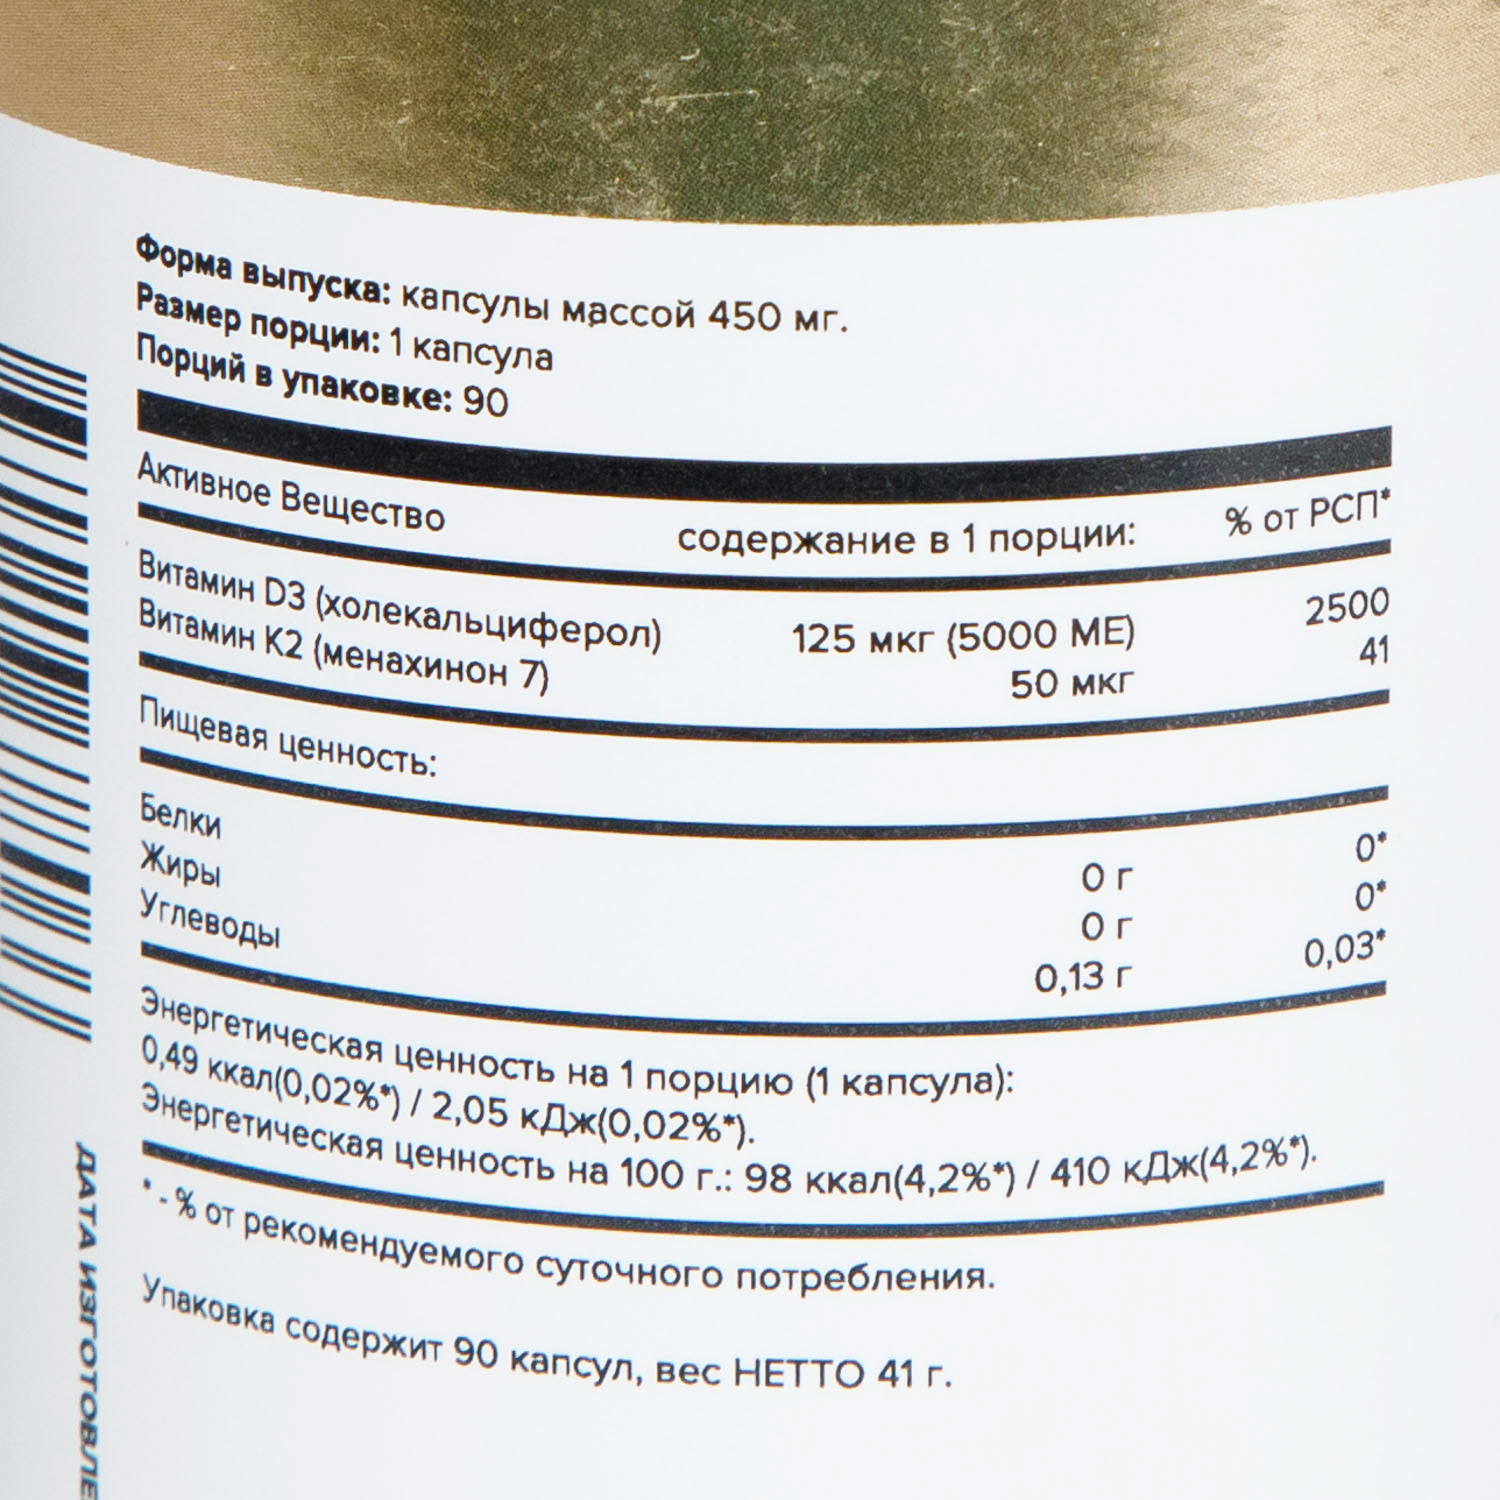 Форма выпуска: капсулы массой 450 мг.
Размер порции: 1 капсула
Порций в упаковке: 90
Активное Вещество содержание в 1 порции: % от РСП*
Витамин D3 (холекальциферол) 125 мкг (5000 МЕ) 2500
Витамин К2 (менахинон 7) 50 мкг 41
Пищевая ценность:
Белки 0 г 0*
Жиры 0 г 0*
Углеводы 0,13 г 0,03*
Энергетическая ценность на 1 порцию (1 капсула):
0,49 ккал(0,02%*) / 2,05 кДж(0,02%*).
Энергетическая ценность на 100 г.: 98 ккал(4,2%*) / 410 кДж(4,2%*).
* - % от рекомендуемого суточного потребления.
Упаковка содержит 90 капсул, вес НЕТТО 41 г.
ДАТА ИЗГОТОВЛЕ